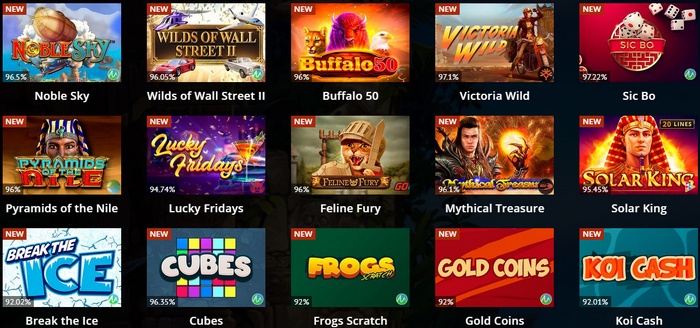 NEW NEW NEW NEW NEW
NOBLE SKY
WILDS OF WALL STREET II
Buffalo 50
VICTORIA WILD
SIC BO
96.5% 96.05% 96% 97.1% 97.22%
Noble Sky Wilds of Wall Street II Buffalo 50 Victoria Wild Sic Bo
NEW NEW NEW NEW 20 LINES
PYRAMIDS OF THE NILE
Lucky Fridays
FELINE FURY GO
Mythical Treasure
SOLAR KING
96% 94.74% 96% 96.1% 95.45%
Pyramids of the Nile Lucky Fridays Feline Fury Mythical Treasure Solar King
NEW NEW NEW NEW NEW
BREAK THE ICE
CUBES
FROGS SCRATCH
GOLD COINS
KOI CASH
92.02% 96.35% 92% 92% 92.01%
Break the Ice Cubes Frogs Scratch Gold Coins Koi Cash